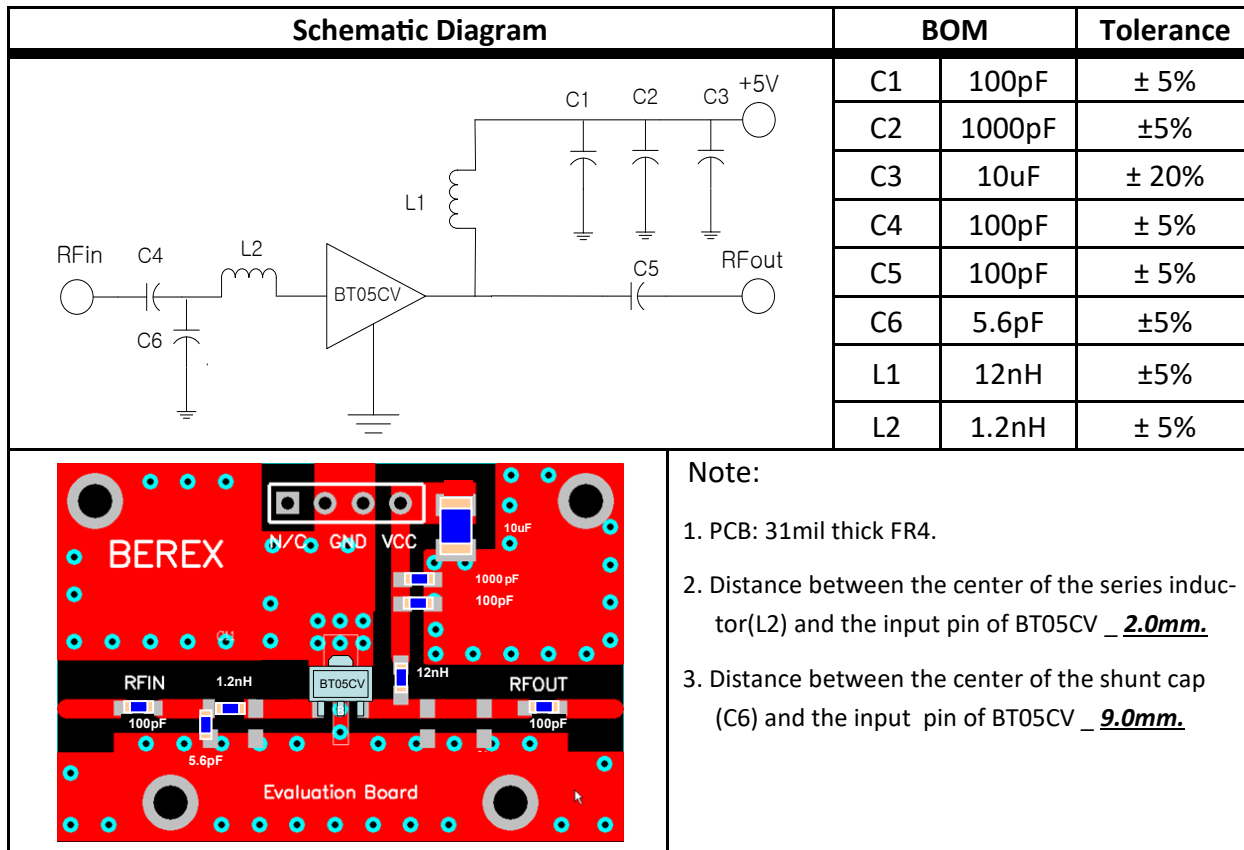 Schematic Diagram
BOM
Tolerance
C1 100pF ± 5%
C2 1000pF ±5%
C3 10uF ± 20%
C4 100pF ± 5%
C5 100pF ± 5%
C6 5.6pF ±5%
L1 12nH ±5%
L2 1.2nH ± 5%
C1 C2 C3 +5V
L1
RFin C4 L2 C5 RFout
BT05CV
C6
BEREX
N/C GND VCC
10uF
1000pF
100pF
RFIN 1.2nH BT05CV 12nH RFOUT
100pF 100pF
5.6pF
Evaluation Board
Note:
1. PCB: 31mil thick FR4.
2. Distance between the center of the series induc-
tor(L2) and the input pin of BT05CV _ 2.0mm.
3. Distance between the center of the shunt cap
(C6) and the input pin of BT05CV _ 9.0mm.